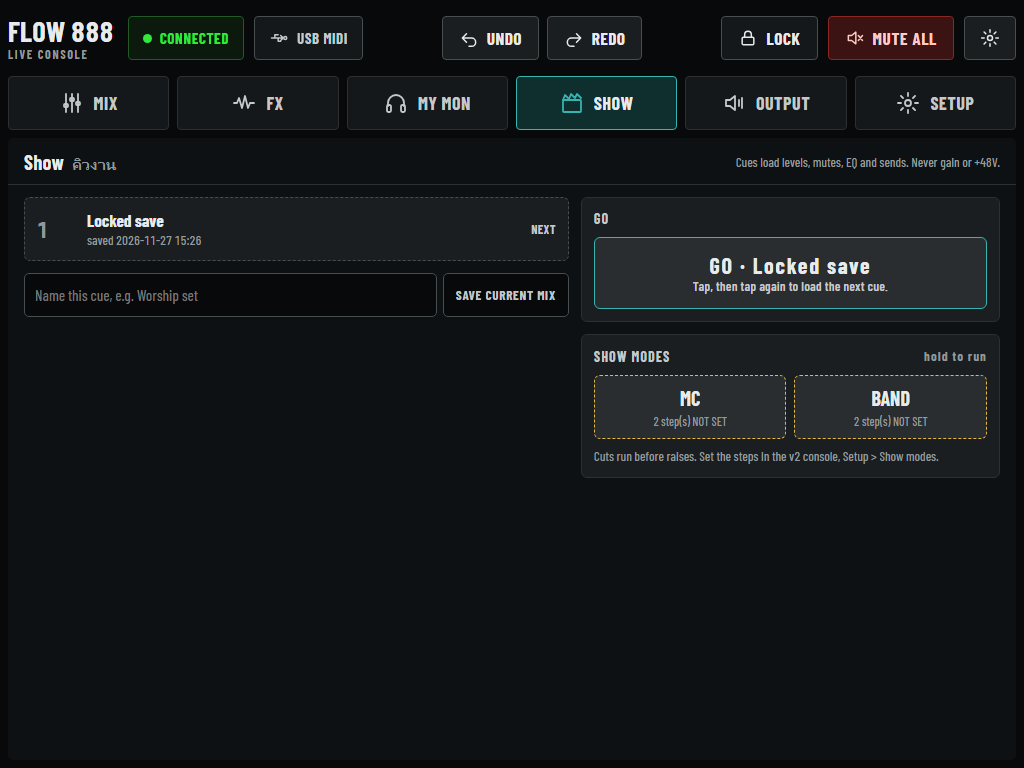 FLOW 888
LIVE CONSOLE
CONNECTED
USB MIDI
UNDO
REDO
LOCK
MUTE ALL
MIX
FX
MY MON
SHOW
OUTPUT
SETUP
Show คิวงาน
Cues load levels, mutes, EQ and sends. Never gain or +48V.
1
Locked save
saved 2026-11-27 15:26
NEXT
Name this cue, e.g. Worship set
SAVE CURRENT MIX
GO
GO · Locked save
Tap, then tap again to load the next cue.
SHOW MODES
hold to run
MC
2 step(s) NOT SET
BAND
2 step(s) NOT SET
Cuts run before raises. Set the steps in the v2 console, Setup > Show modes.